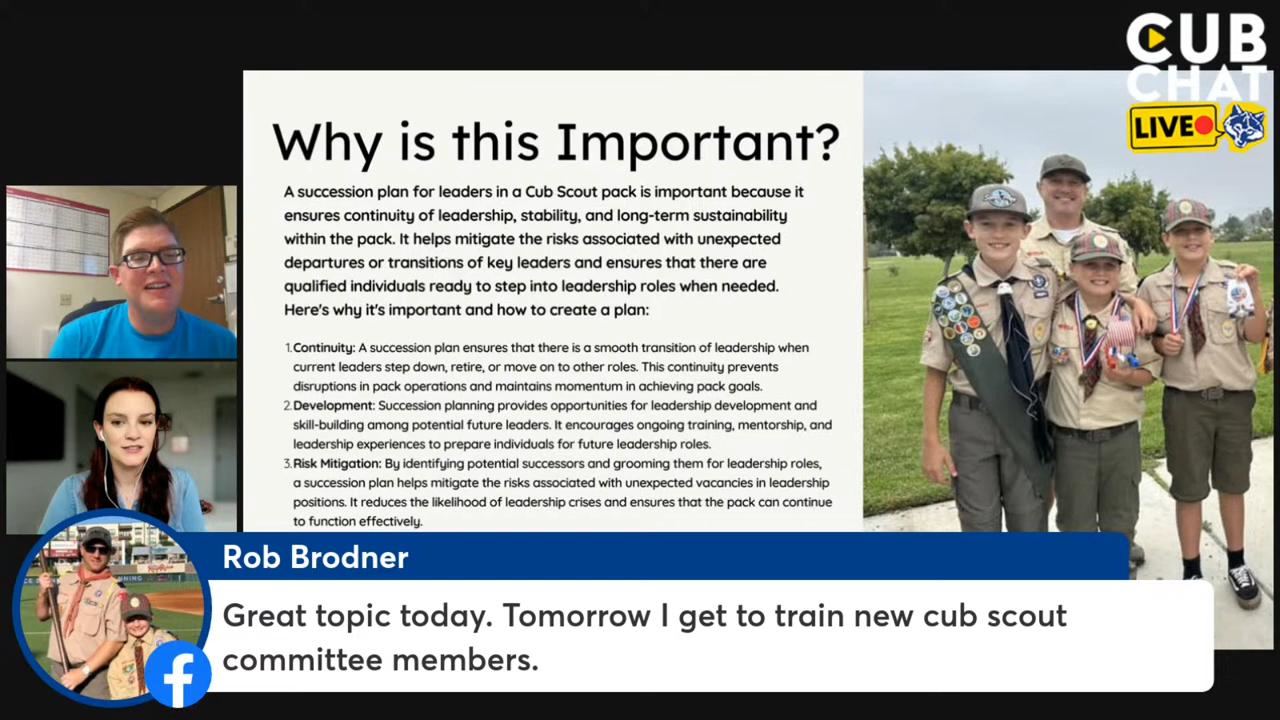 CUB
CHAT
LIVE
Why is this Important?
A succession plan for leaders in a Cub Scout pack is important because it
ensures continuity of leadership, stability, and long-term sustainability
within the pack. It helps mitigate the risks associated with unexpected
departures or transitions of key leaders and ensures that there are
qualified individuals ready to step into leadership roles when needed.
Here's why it's important and how to create a plan:
1. Continuity: A succession plan ensures that there is a smooth transition of leadership when
current leaders step down, retire, or move on to other roles. This continuity prevents
disruptions in pack operations and maintains momentum in achieving pack goals.
2. Development: Succession planning provides opportunities for leadership development and
skill-building among potential future leaders. It encourages ongoing training, mentorship, and
leadership experiences to prepare individuals for future leadership roles.
3. Risk Mitigation: By identifying potential successors and grooming them for leadership roles,
a succession plan helps mitigate the risks associated with unexpected vacancies in leadership
positions. It reduces the likelihood of leadership crises and ensures that the pack can continue
to function effectively.
Rob Brodner
Great topic today. Tomorrow I get to train new cub scout
committee members.